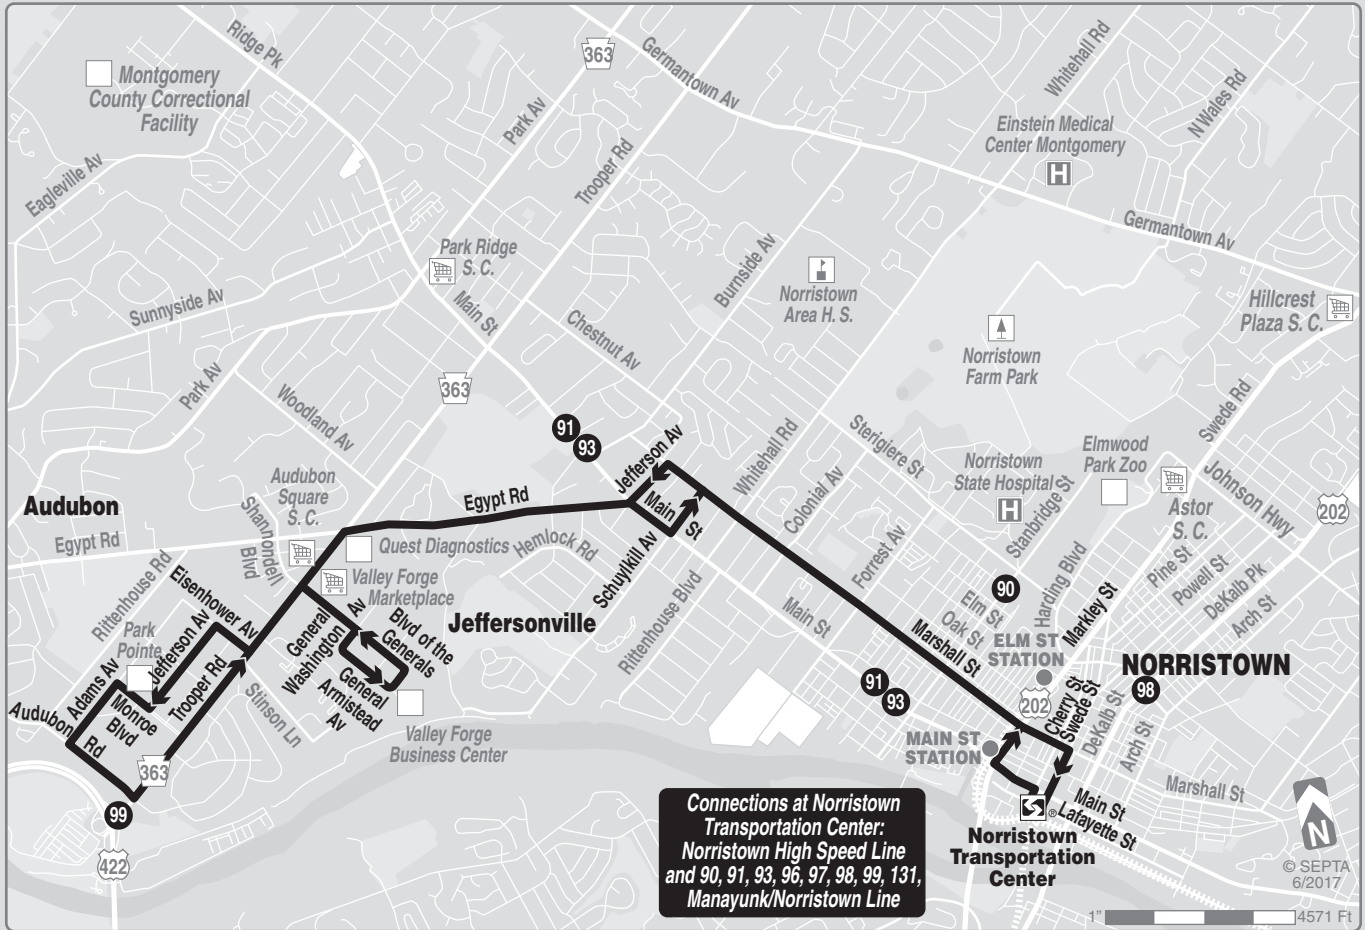 Ridge Pk
363
Germantown Av
Whitehall Rd
Montgomery
County Correctional
Facility
Park Av
N Wales Rd
Einstein Medical
Center Montgomery
H
Eagleville Av
Trooper Rd
Germantown Av
Park Ridge
S. C.
Burnside Av
Norristown
Area H. S.
Hillcrest
Plaza S. C.
Sunnyside Av
Main St
Chestnut Av
Norristown
Farm Park
Park Av
363
Woodland Av
Swede Rd
91
93
Jefferson Av
Whitehall Rd
Sterigiere St
Elmwood
Park Zoo
Audubon
Square
S. C.
Norristown
State Hospital
H
Johnson Hwy
Audubon
Egypt Rd
Main St
Colonial Av
Stanbridge St
Astor
S. C.
202
Shannondell
Blvd
Egypt Rd
Quest Diagnostics
Hemlock Rd
Schuylkill Av
Forrest Av
Pine St
Powell St
Rittenhouse Rd
Eisenhower Av
Valley Forge
Marketplace
Rittenhouse Blvd
Main St
90
Harding Blvd
DeKalb Pk
Arch St
Jefferson Av
General
Washington
Av
Blvd of the
Generals
Jeffersonville
Elm St
Oak St
Markley St
Park
Pointe
Marshall St
ELM ST
STATION
NORRISTOWN
Adams Av
Trooper Rd
Stinson Ln
General
Armistead
Av
91
93
202
Cherry St
Swede St
98
Audubon
Rd
Monroe
Blvd
Valley Forge
Business Center
MAIN ST
STATION
DeKalb St
Arch St
363
Marshall St
99
Main St
Lafayette St
®
Connections at Norristown
Transportation Center:
Norristown High Speed Line
and 90, 91, 93, 96, 97, 98, 99, 131,
Manayunk/Norristown Line
Norristown
Transportation
Center
N
422
© SEPTA
6/2017
1"
4571 Ft